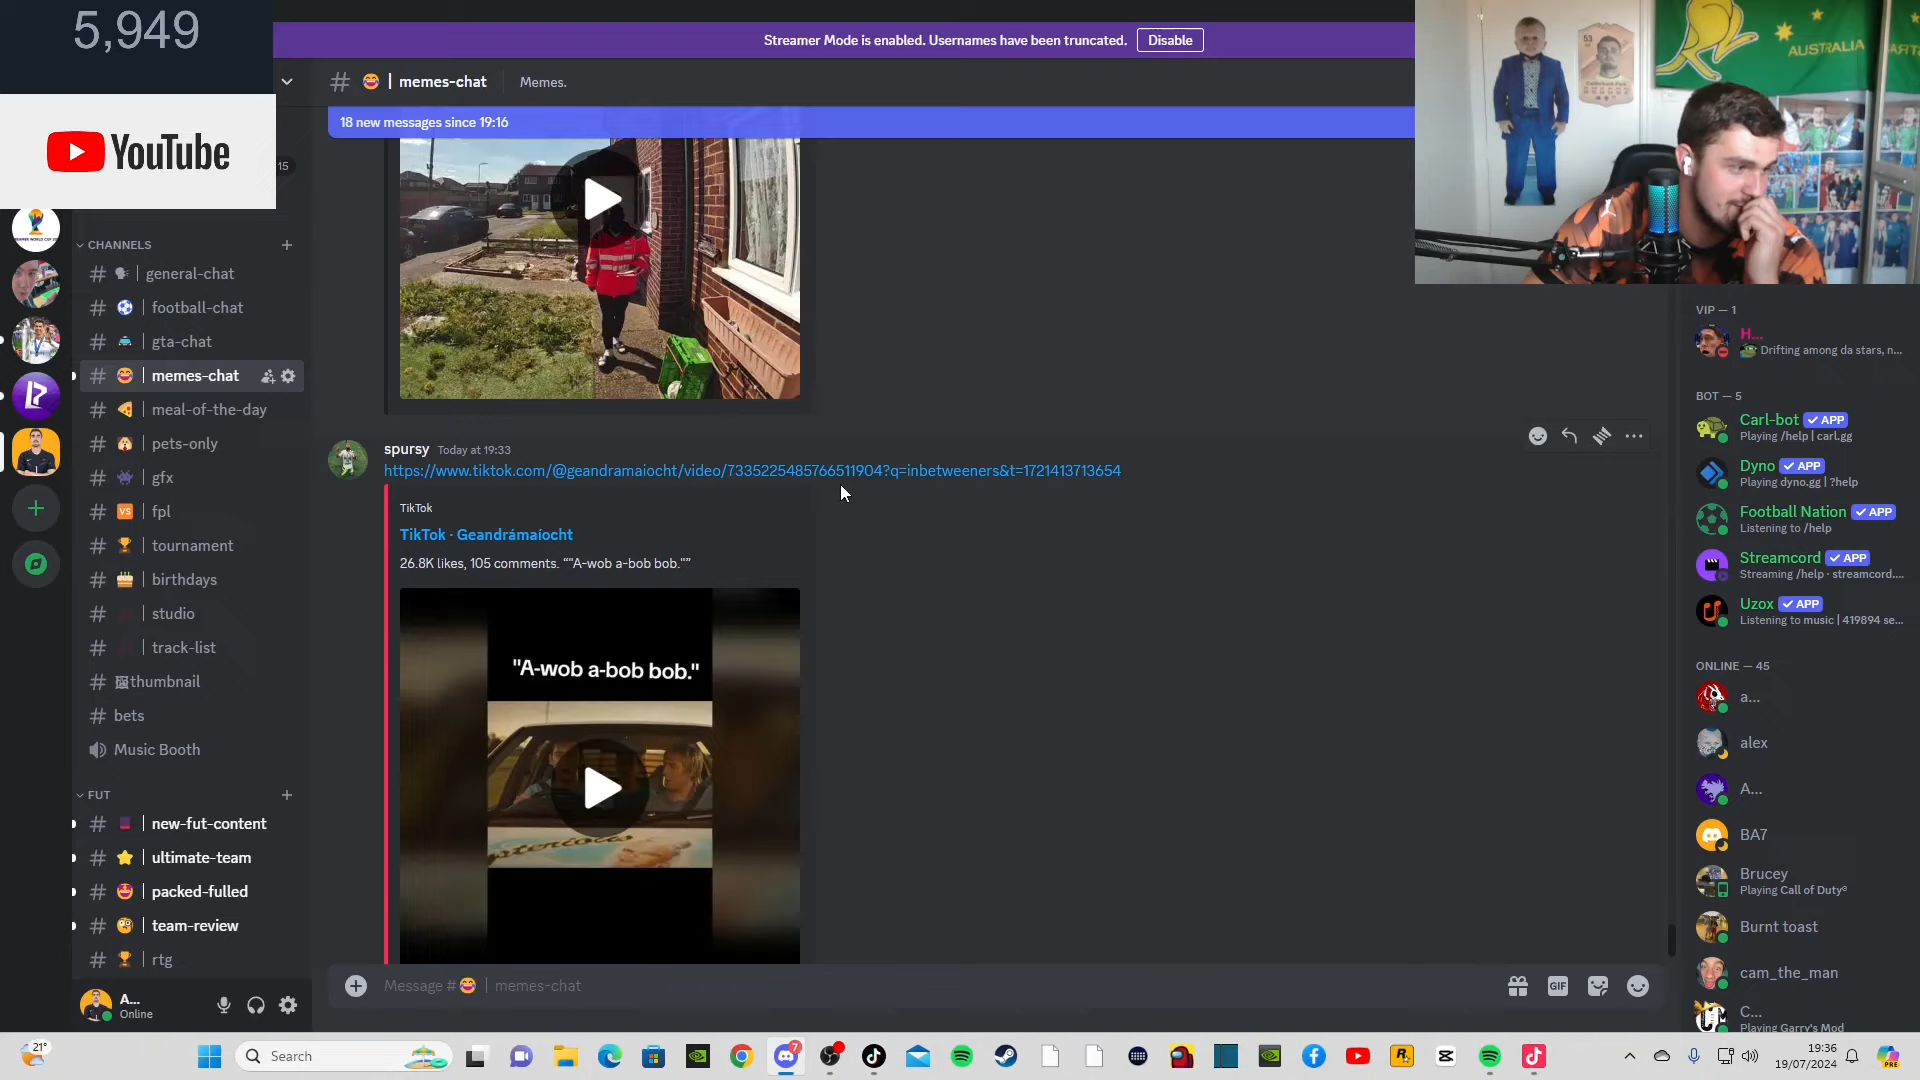 5,949
YouTube
Streamer Mode is enabled. Usernames have been truncated.
Disable
# 😂 | memes-chat
Memes.
18 new messages since 19:16
15
CHANNELS
general-chat
football-chat
gta-chat
memes-chat
meal-of-the-day
pets-only
gfx
VS fpl
tournament
birthdays
studio
track-list
thumbnail
bets
Music Booth
FUT
new-fut-content
ultimate-team
packed-fulled
team-review
rtg
A...
Online
spursy Today at 19:33
https://www.tiktok.com/@geandramaiocht/video/7335225485766511904?q=inbetweeners&t=1721413713654
TikTok
TikTok · Geandrámaíocht
26.8K likes, 105 comments. “"A-wob a-bob bob."”
"A-wob a-bob bob."
Message # 😂 | memes-chat
GIF
AUSTRALIA
VIP — 1
H...
Drifting among da stars, n...
BOT — 5
Carl-bot ✓ APP
Playing /help | carl.gg
Dyno ✓ APP
Playing dyno.gg | ?help
Football Nation ✓ APP
Listening to /help
Streamcord ✓ APP
Streaming /help · streamcord....
Uzox ✓ APP
Listening to music | 419894 se...
ONLINE — 45
a...
alex
A...
BA7
Brucey
Playing Call of Duty®
Burnt toast
cam_the_man
C...
Playing Garry's Mod
21°
Search
7
19:36
19/07/2024
PRE